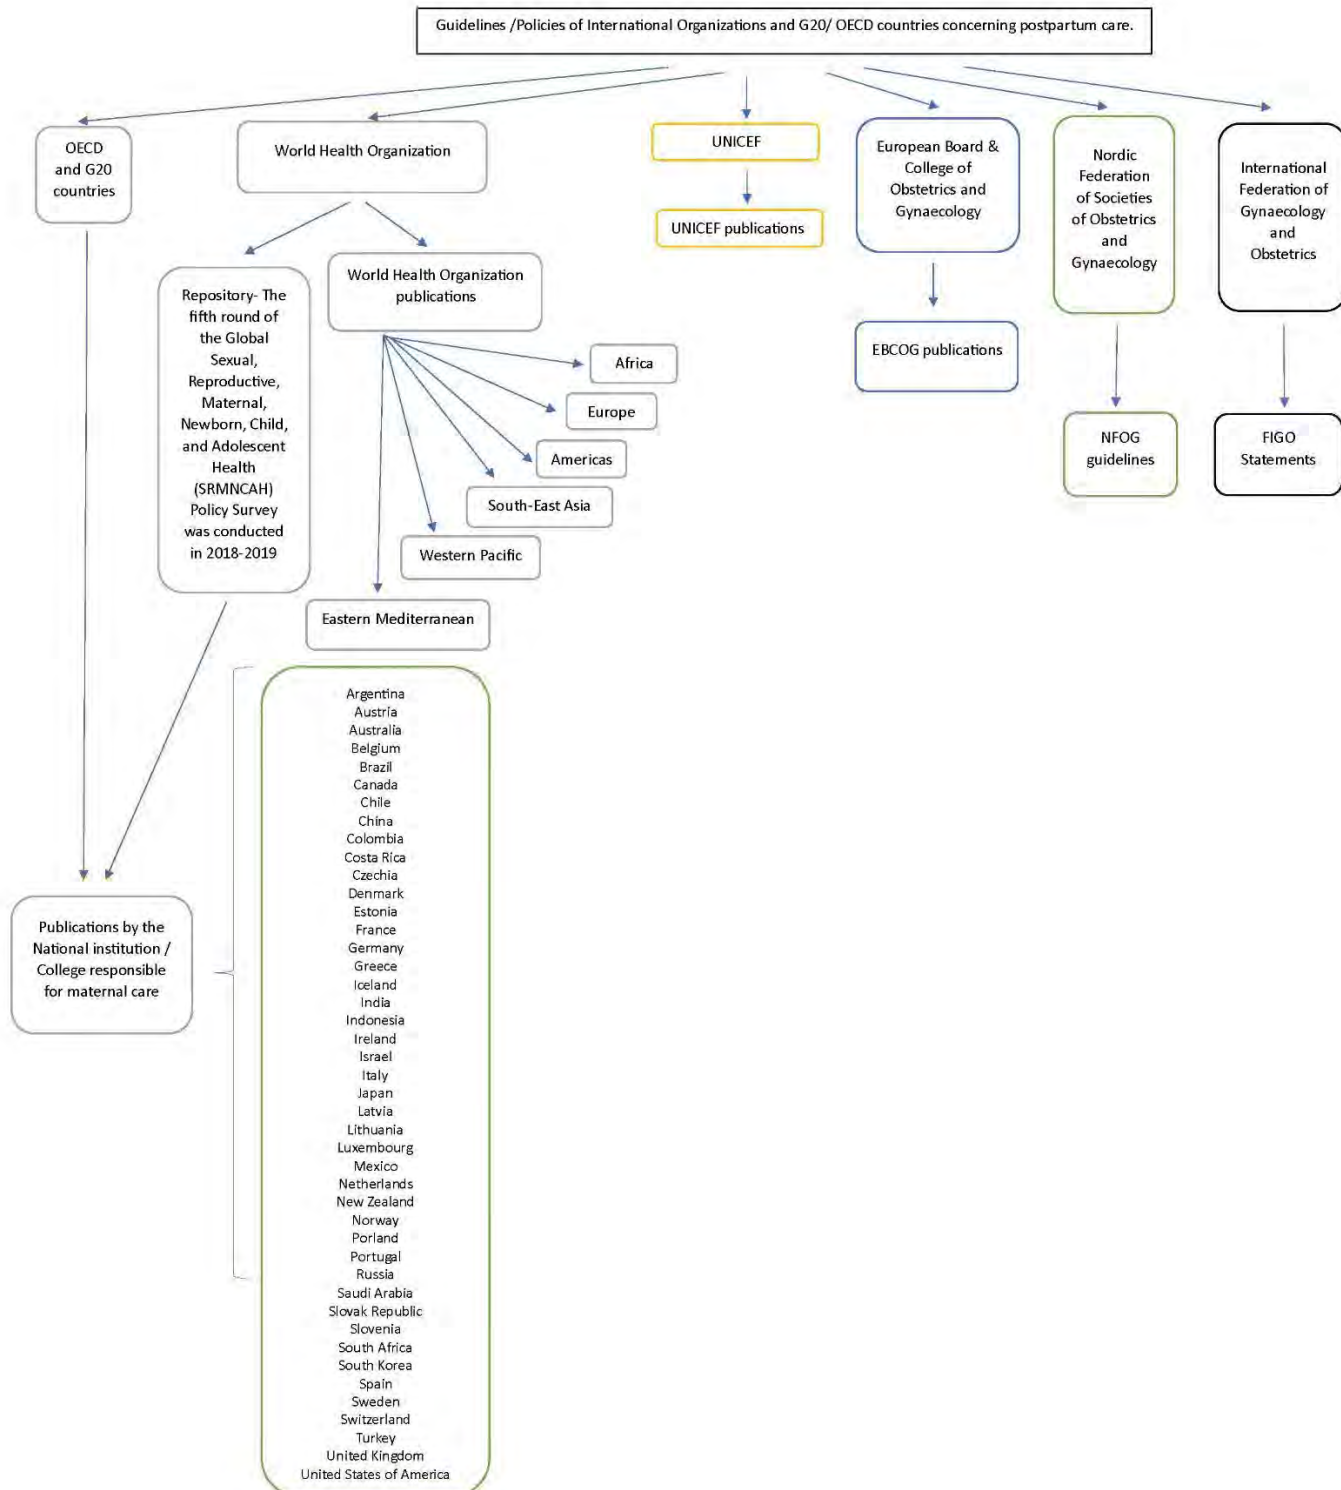 Guidelines /Policies of International Organizations and G20/ OECD countries concerning postpartum care.
OECD
and G20
countries
World Health Organization
UNICEF
European Board &
College of
Obstetrics and
Gynaecology
Nordic
Federation
of Societies
of Obstetrics
and
Gynaecology
International
Federation of
Gynaecology
and
Obstetrics
UNICEF publications
Repository- The
fifth round of
the Global
Sexual,
Reproductive,
Maternal,
Newborn, Child,
and Adolescent
Health
(SRMNCAH)
Policy Survey
was conducted
in 2018-2019
World Health Organization
publications
EBCOG publications
NFOG
guidelines
FIGO
Statements
Africa
Europe
Americas
South-East Asia
Western Pacific
Eastern Mediterranean
Publications by the
National institution /
College responsible
for maternal care
Argentina
Austria
Australia
Belgium
Brazil
Canada
Chile
China
Colombia
Costa Rica
Czechia
Denmark
Estonia
France
Germany
Greece
Iceland
India
Indonesia
Ireland
Israel
Italy
Japan
Latvia
Lithuania
Luxembourg
Mexico
Netherlands
New Zealand
Norway
Porland
Portugal
Russia
Saudi Arabia
Slovak Republic
Slovenia
South Africa
South Korea
Spain
Sweden
Switzerland
Turkey
United Kingdom
United States of America